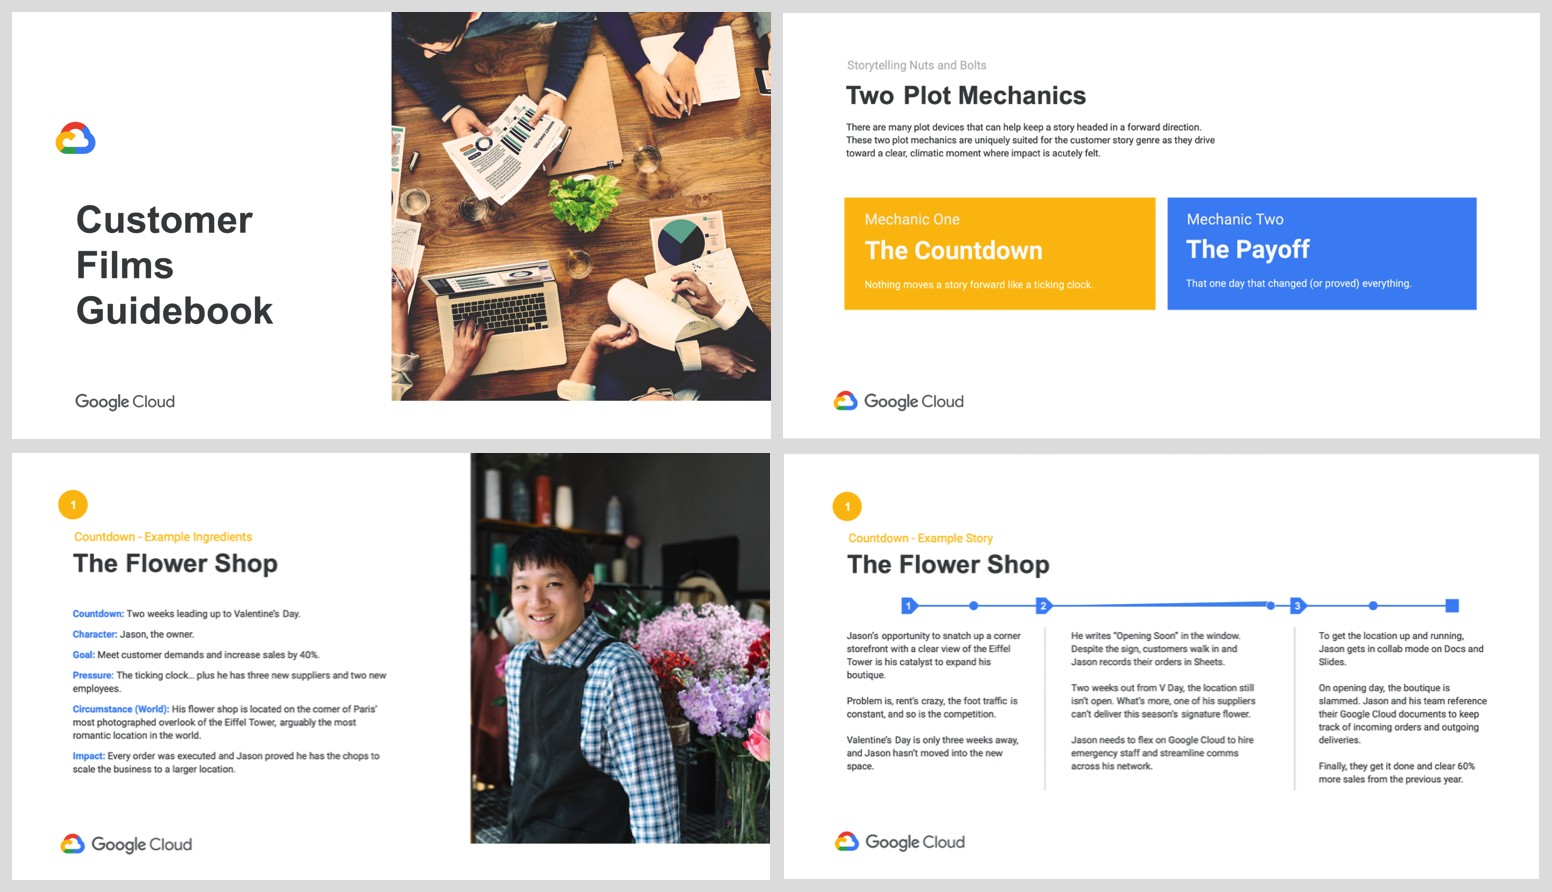 Customer
Films
Guidebook
Google Cloud
Storytelling Nuts and Bolts
Two Plot Mechanics
There are many plot devices that can help keep a story headed in a forward direction.
These two plot mechanics are uniquely suited for the customer story genre as they drive
toward a clear, climatic moment where impact is acutely felt.
Mechanic One
The Countdown
Nothing moves a story forward like a ticking clock.
Mechanic Two
The Payoff
That one day that changed (or proved) everything.
Google Cloud
1
Countdown - Example Ingredients
The Flower Shop
Countdown: Two weeks leading up to Valentine's Day.
Character: Jason, the owner.
Goal: Meet customer demands and increase sales by 40%.
Pressure: The ticking clock... plus he has three new suppliers and two new
employees.
Circumstance (World): His flower shop is located on the corner of Paris'
most photographed overlook of the Eiffel Tower, arguably the most
romantic location in the world.
Impact: Every order was executed and Jason proved he has the chops to
scale the business to a larger location.
Google Cloud
1
Countdown - Example Story
The Flower Shop
1
2
3
Jason's opportunity to snatch up a corner
storefront with a clear view of the Eiffel
Tower is his catalyst to expand his
boutique.
Problem is, rent's crazy, the foot traffic is
constant, and so is the competition.
Valentine's Day is only three weeks away,
and Jason hasn't moved into the new
space.
He writes "Opening Soon" in the window.
Despite the sign, customers walk in and
Jason records their orders in Sheets.
Two weeks out from V Day, the location still
isn't open. What's more, one of his suppliers
can't deliver this season's signature flower.
Jason needs to flex on Google Cloud to hire
emergency staff and streamline comms
across his network.
To get the location up and running,
Jason gets in collab mode on Docs and
Slides.
On opening day, the boutique is
slammed. Jason and his team reference
their Google Cloud documents to keep
track of incoming orders and outgoing
deliveries.
Finally, they get it done and clear 60%
more sales from the previous year.
Google Cloud